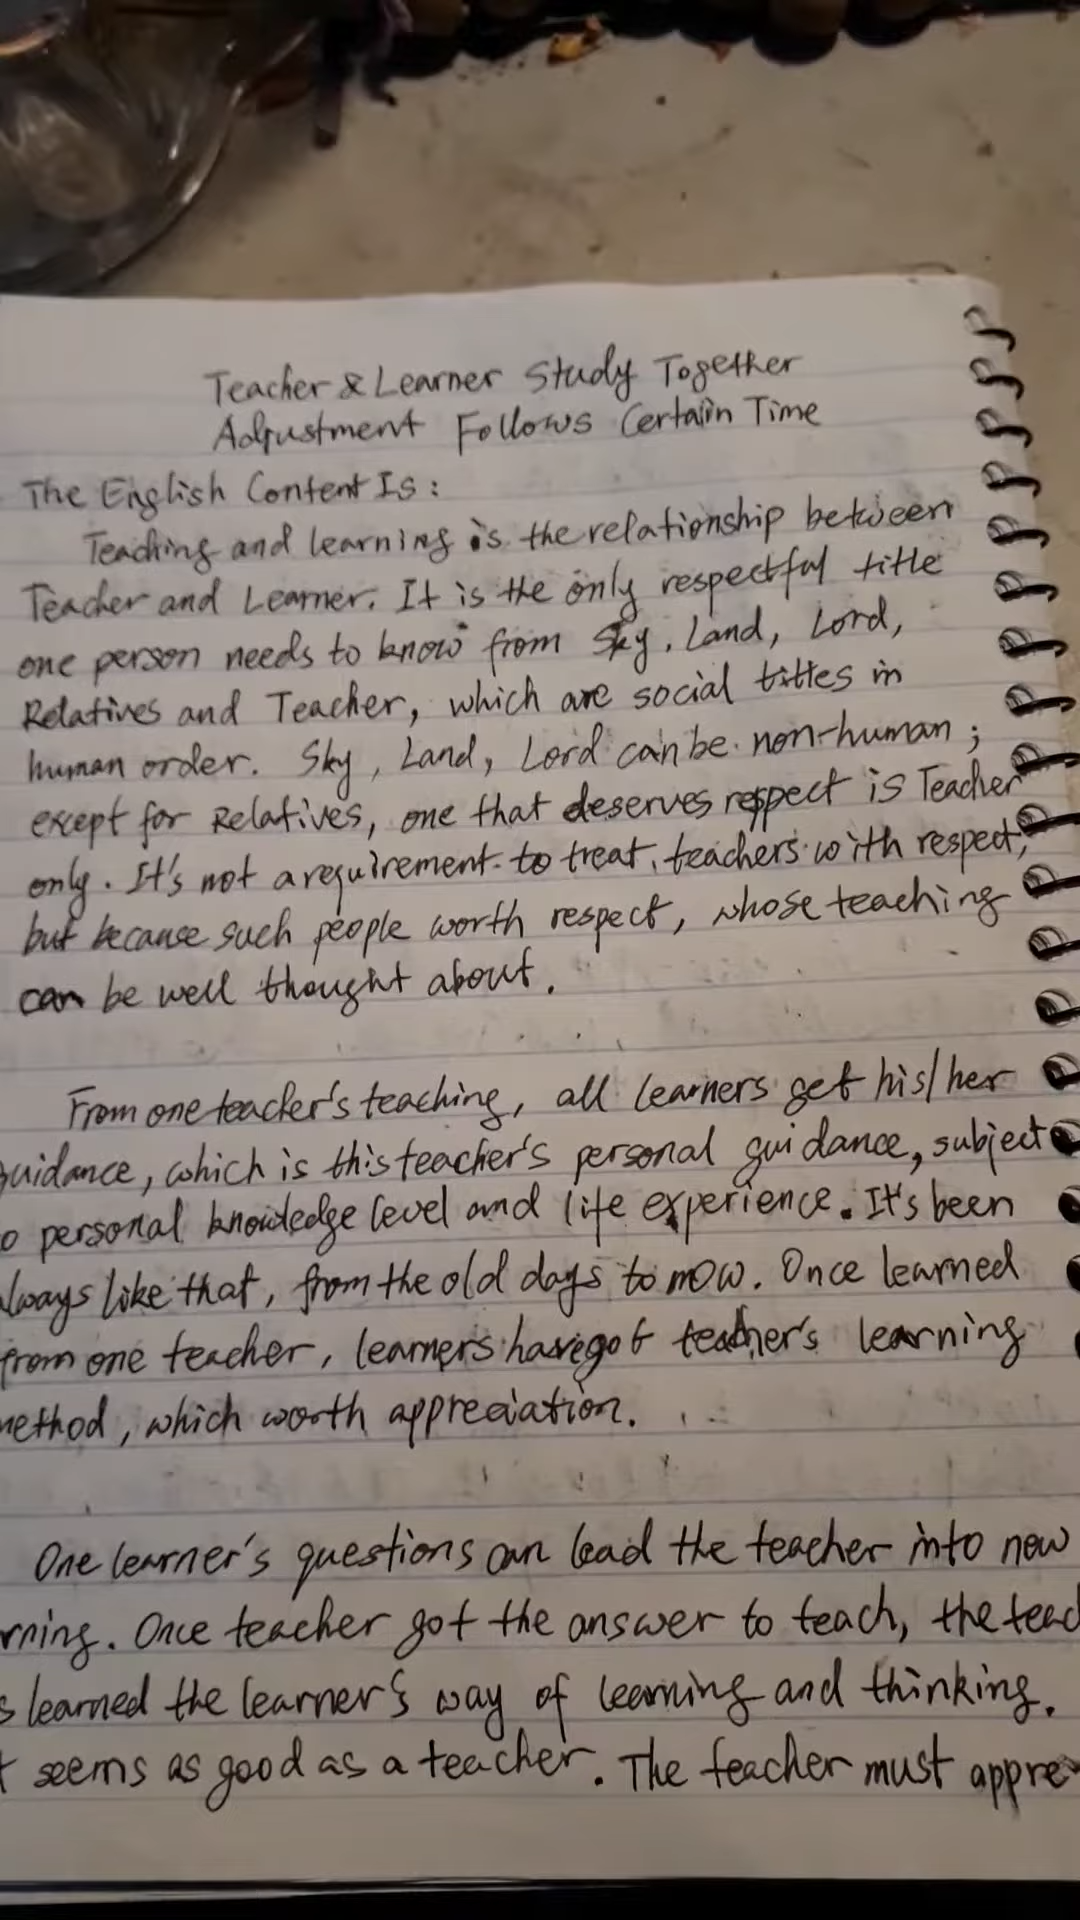 Teacher & Learner Study Together
Adjustment Follows Certain Time
The English Content Is:
Teaching and learning is the relationship between
Teacher and Learner. It is the only respectful title
one person needs to know from Sky, Land, Lord,
Relatives and Teacher, which are social titles in
human order. Sky, Land, Lord can be non-human;
except for Relatives, one that deserves respect is Teacher
only. It's not a requirement to treat teachers with respect,
but because such people worth respect, whose teaching
can be well thought about.
From one teacher's teaching, all learners get his/her
guidance, which is this teacher's personal guidance, subject
o personal knowledge level and life experience. It's been
always like that, from the old days to now. Once learned
from one teacher, learners have got teacher's learning
method, which worth appreciation.
One learner's questions can lead the teacher into new
rning. Once teacher got the answer to teach, the teac
s learned the learner's way of learning and thinking.
t seems as good as a teacher. The teacher must appre